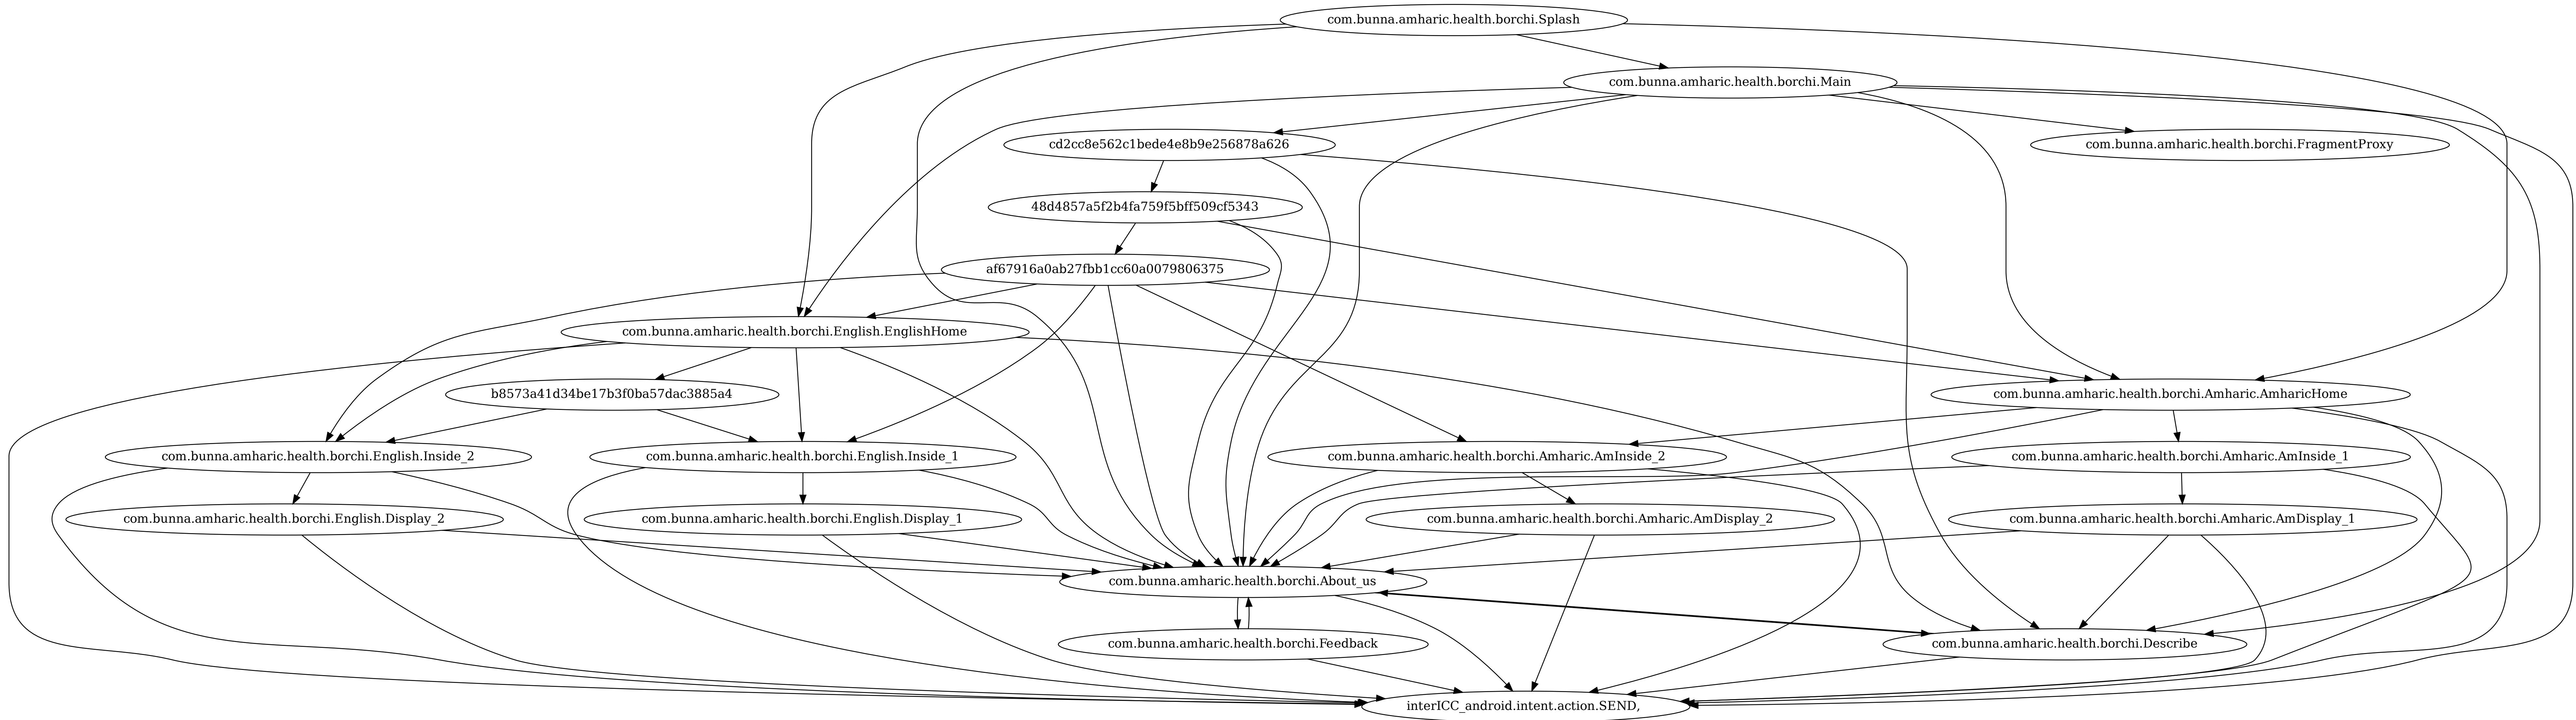 com.bunna.amharic.health.borchi.Splash
com.bunna.amharic.health.borchi.Main
cd2cc8e562c1bede4e8b9e256878a626
com.bunna.amharic.health.borchi.FragmentProxy
48d4857a5f2b4fa759f5bff509cf5343
af67916a0ab27fbb1cc60a0079806375
com.bunna.amharic.health.borchi.English.EnglishHome
b8573a41d34be17b3f0ba57dac3885a4
com.bunna.amharic.health.borchi.Amharic.AmharicHome
com.bunna.amharic.health.borchi.English.Inside_2
com.bunna.amharic.health.borchi.English.Inside_1
com.bunna.amharic.health.borchi.Amharic.AmInside_2
com.bunna.amharic.health.borchi.Amharic.AmInside_1
com.bunna.amharic.health.borchi.English.Display_2
com.bunna.amharic.health.borchi.English.Display_1
com.bunna.amharic.health.borchi.Amharic.AmDisplay_2
com.bunna.amharic.health.borchi.Amharic.AmDisplay_1
com.bunna.amharic.health.borchi.About_us
com.bunna.amharic.health.borchi.Feedback
com.bunna.amharic.health.borchi.Describe
interICC_android.intent.action.SEND,